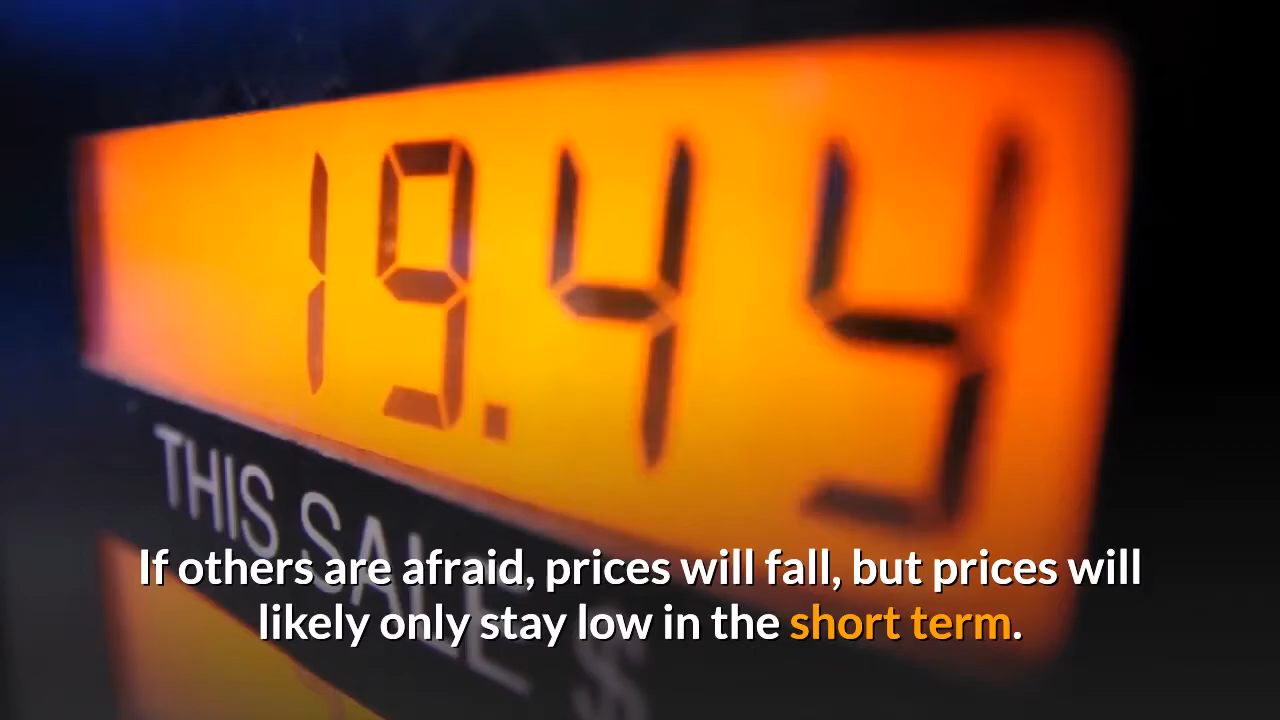 19.4
THIS SALE $
If others are afraid, prices will fall, but prices will
likely only stay low in the short term.